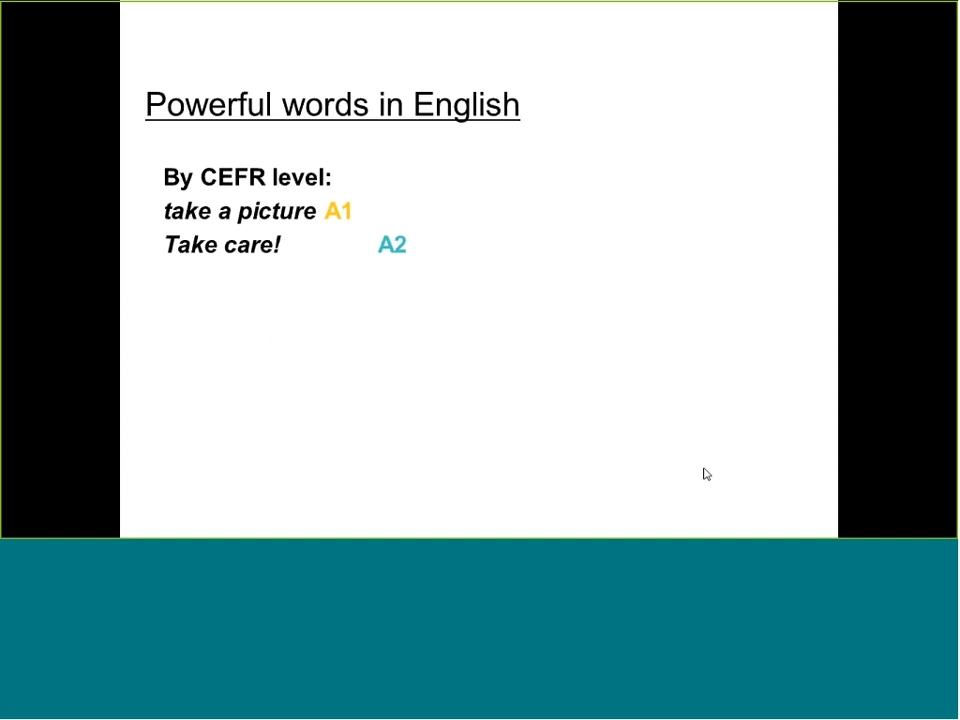 Powerful words in English
By CEFR level:
take a picture A1
Take care! A2